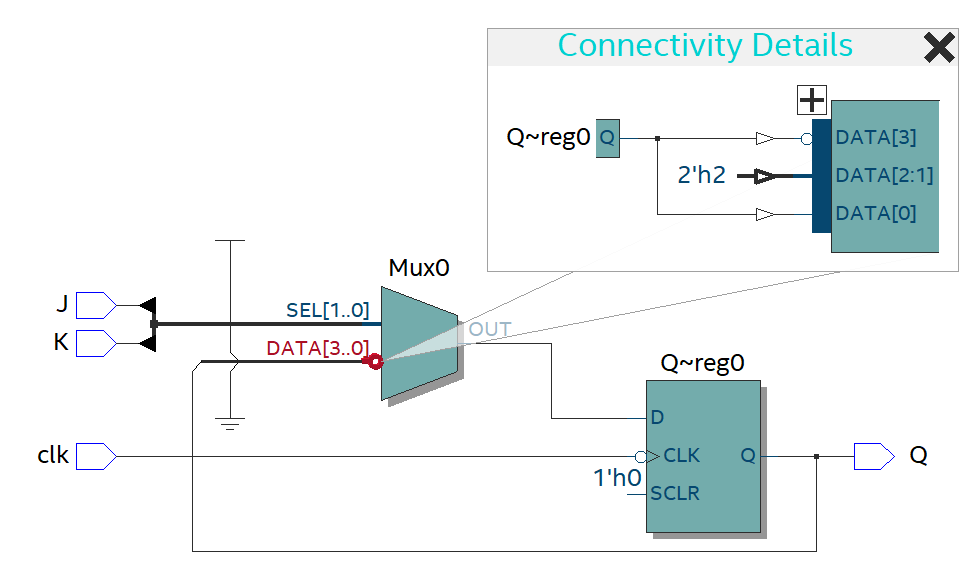 Connectivity Details
Q~reg0
Q
DATA[3]
2'h2
DATA[2:1]
DATA[0]
Mux0
J
SEL[1..0]
OUT
K
DATA[3..0]
Q~reg0
D
clk
CLK
Q
Q
1'h0
SCLR